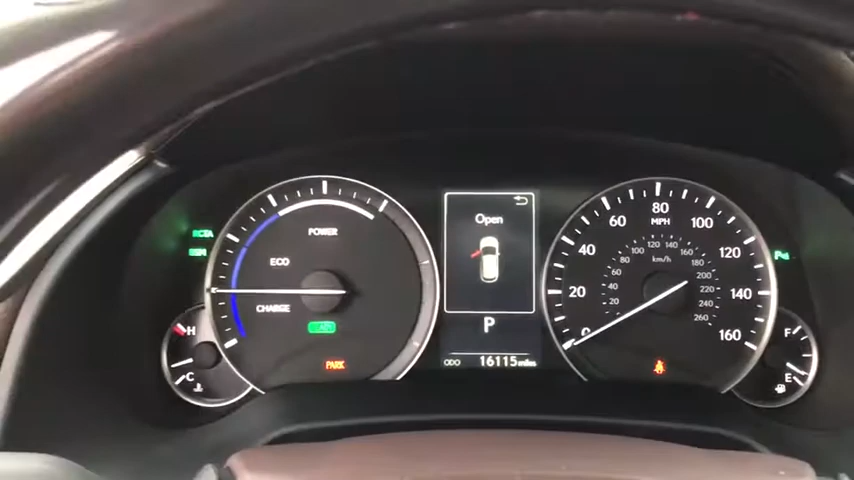 RCTA
BSM
POWER
ECO
CHARGE
READY
PARK
H
C
Open
P
ODO 16115 miles
MPH
km/h
0
20
40
60
80
100
120
140
160
20
40
60
80
100
120
140
160
180
200
220
240
260
F
E